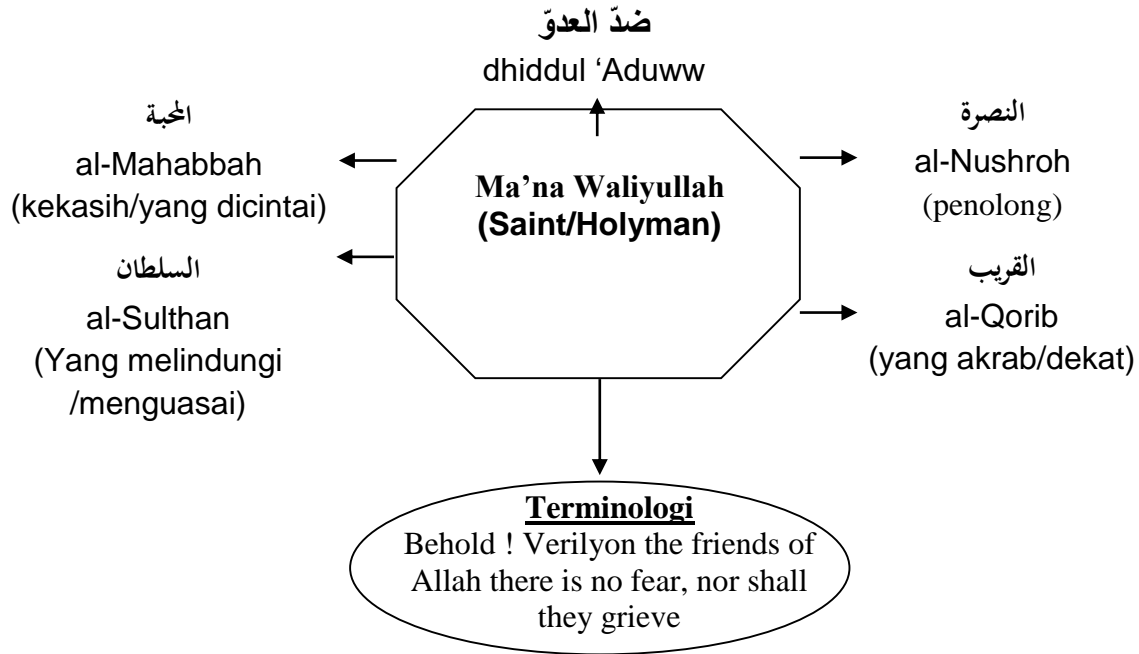 ضدّ العدوّ
dhiddul ‘Aduww
المحبة
al-Mahabbah
(kekasih/yang dicintai)
السلطان
al-Sulthan
(Yang melindungi
/menguasai)
Ma’na Waliyullah
(Saint/Holyman)
النصرة
al-Nushroh
(penolong)
القريب
al-Qorib
(yang akrab/dekat)
Terminologi
Behold ! Verilyon the friends of
Allah there is no fear, nor shall
they grieve